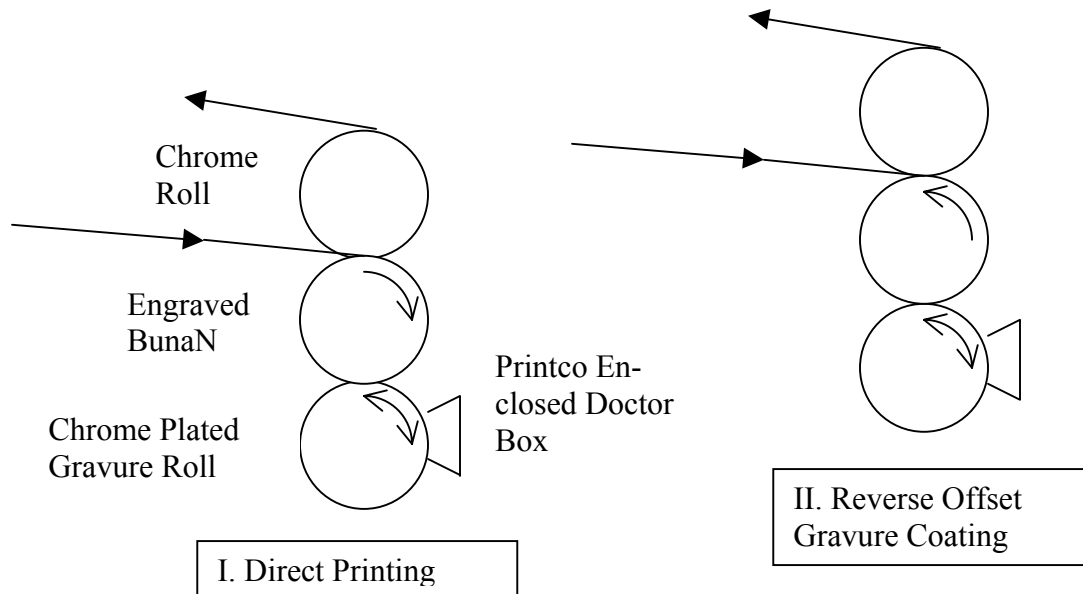 Chrome
Roll
Engraved
BunaN
Printco En-
closed Doctor
Box
Chrome Plated
Gravure Roll
II. Reverse Offset
Gravure Coating
I. Direct Printing